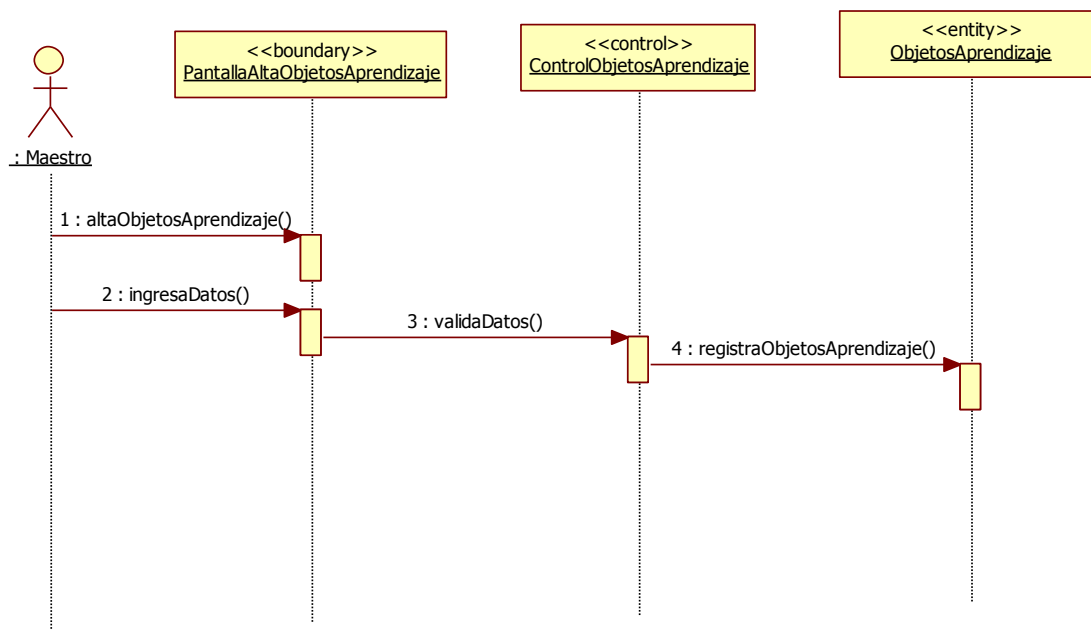 <<boundary>>
PantallaAltaObjetosAprendizaje
<<control>>
ControlObjetosAprendizaje
<<entity>>
ObjetosAprendizaje
: Maestro
1 : altaObjetosAprendizaje()
2 : ingresaDatos()
3 : validaDatos()
4 : registraObjetosAprendizaje()